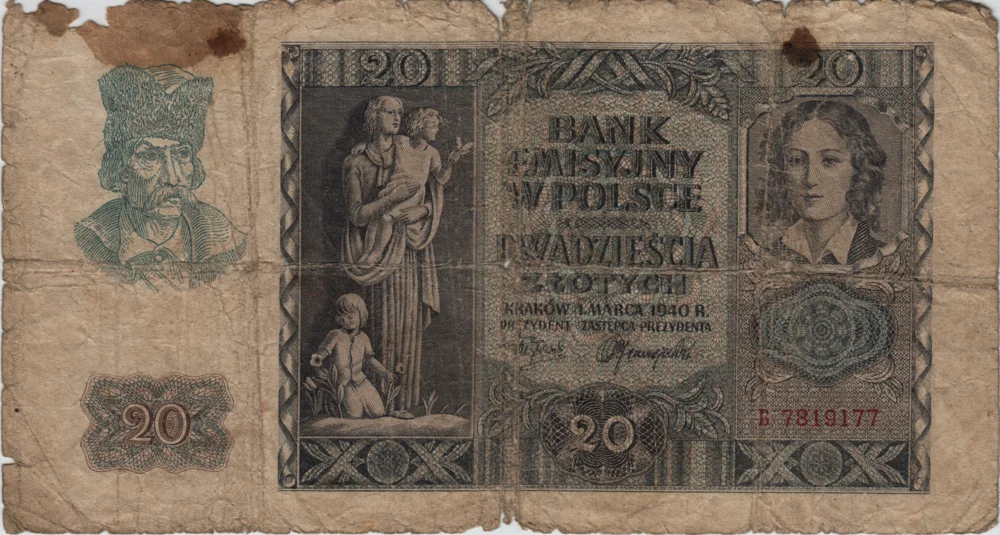 20 20
BANK
EMISYJNY
W POLSCE
DWADZIEŚCIA
ZŁOTYCH
KRAKÓW 1. MARCA 1940 R.
PREZYDENT ZASTĘPCA PREZYDENTA
7819177
20
20